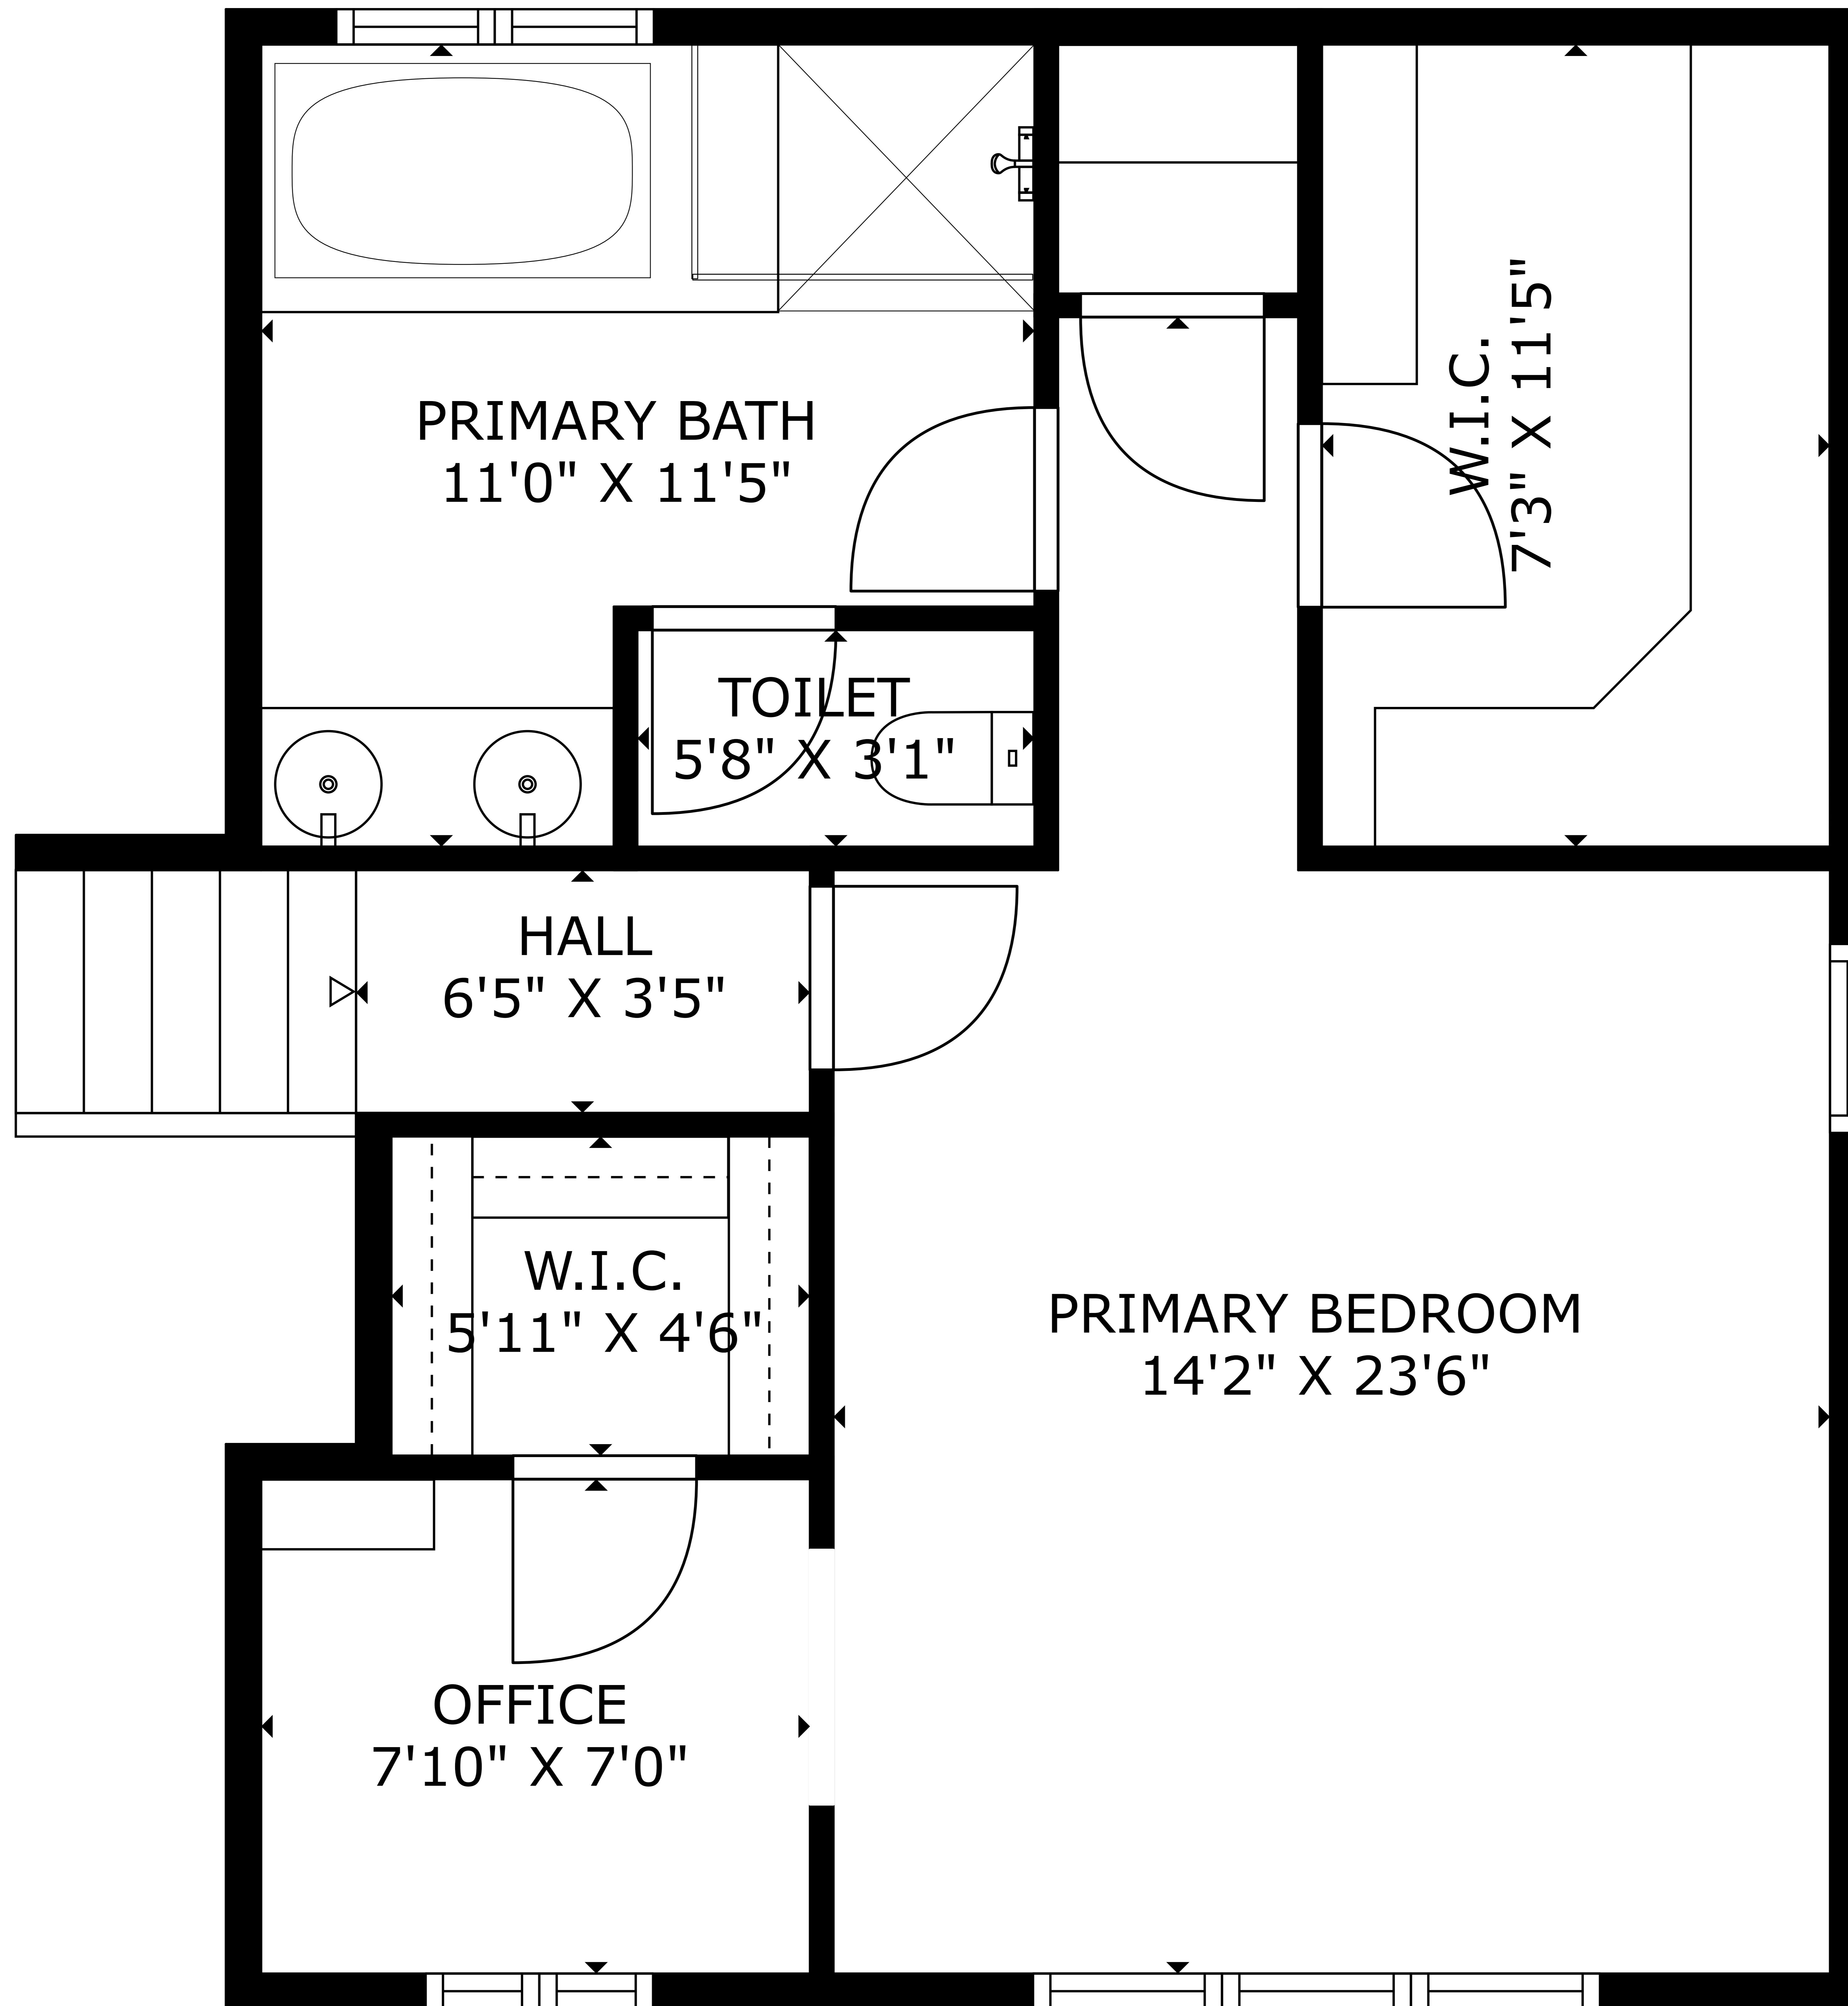 PRIMARY BATH
11'0" X 11'5"
W.I.C.
7'3" X 11'5"
TOILET
5'8" X 3'1"
HALL
6'5" X 3'5"
W.I.C.
5'11" X 4'6"
PRIMARY BEDROOM
14'2" X 23'6"
OFFICE
7'10" X 7'0"